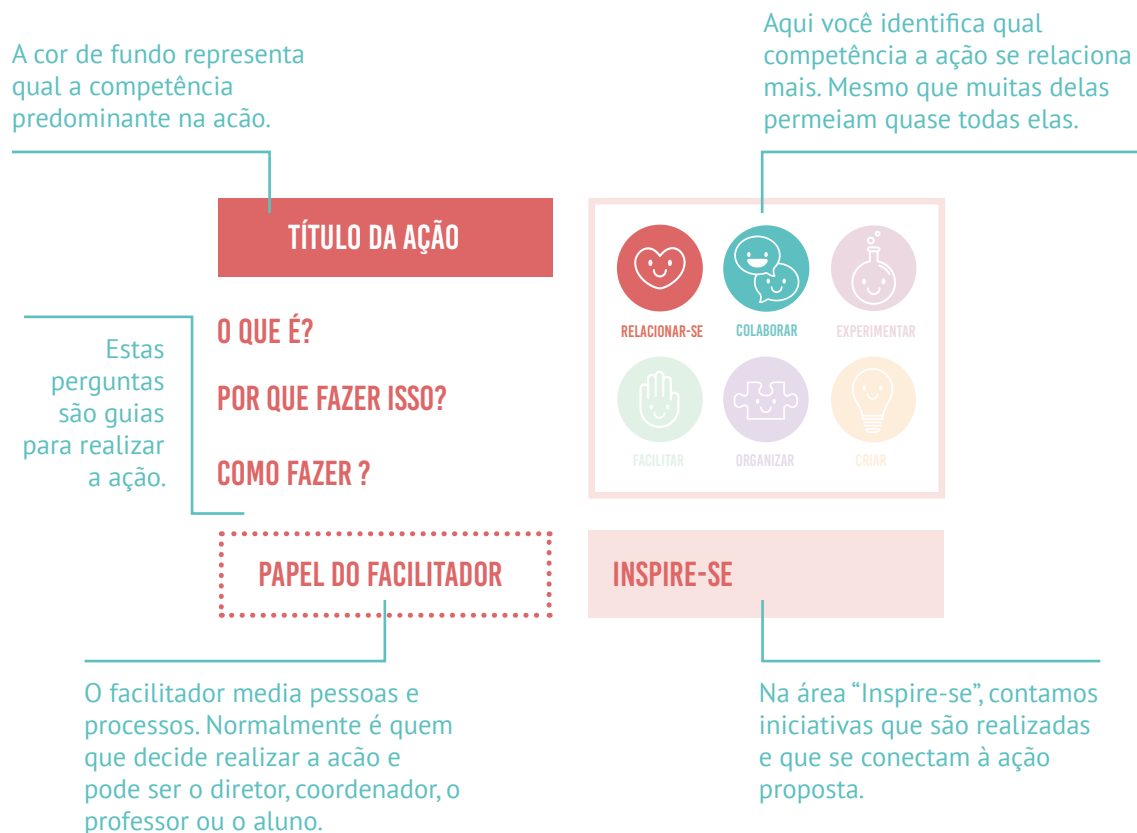 A cor de fundo representa
qual a competência
predominante na acão.
Aqui você identifica qual
competência a ação se relaciona
mais. Mesmo que muitas delas
permeiam quase todas elas.
TÍTULO DA AÇÃO
RELACIONAR-SE
COLABORAR
EXPERIMENTAR
FACILITAR
ORGANIZAR
CRIAR
Estas
perguntas
são guias
para realizar
a ação.
O QUE É?
POR QUE FAZER ISSO?
COMO FAZER ?
PAPEL DO FACILITADOR
INSPIRE-SE
O facilitador media pessoas e
processos. Normalmente é quem
que decide realizar a acão e
pode ser o diretor, coordenador, o
professor ou o aluno.
Na área “Inspire-se”, contamos
iniciativas que são realizadas
e que se conectam à ação
proposta.